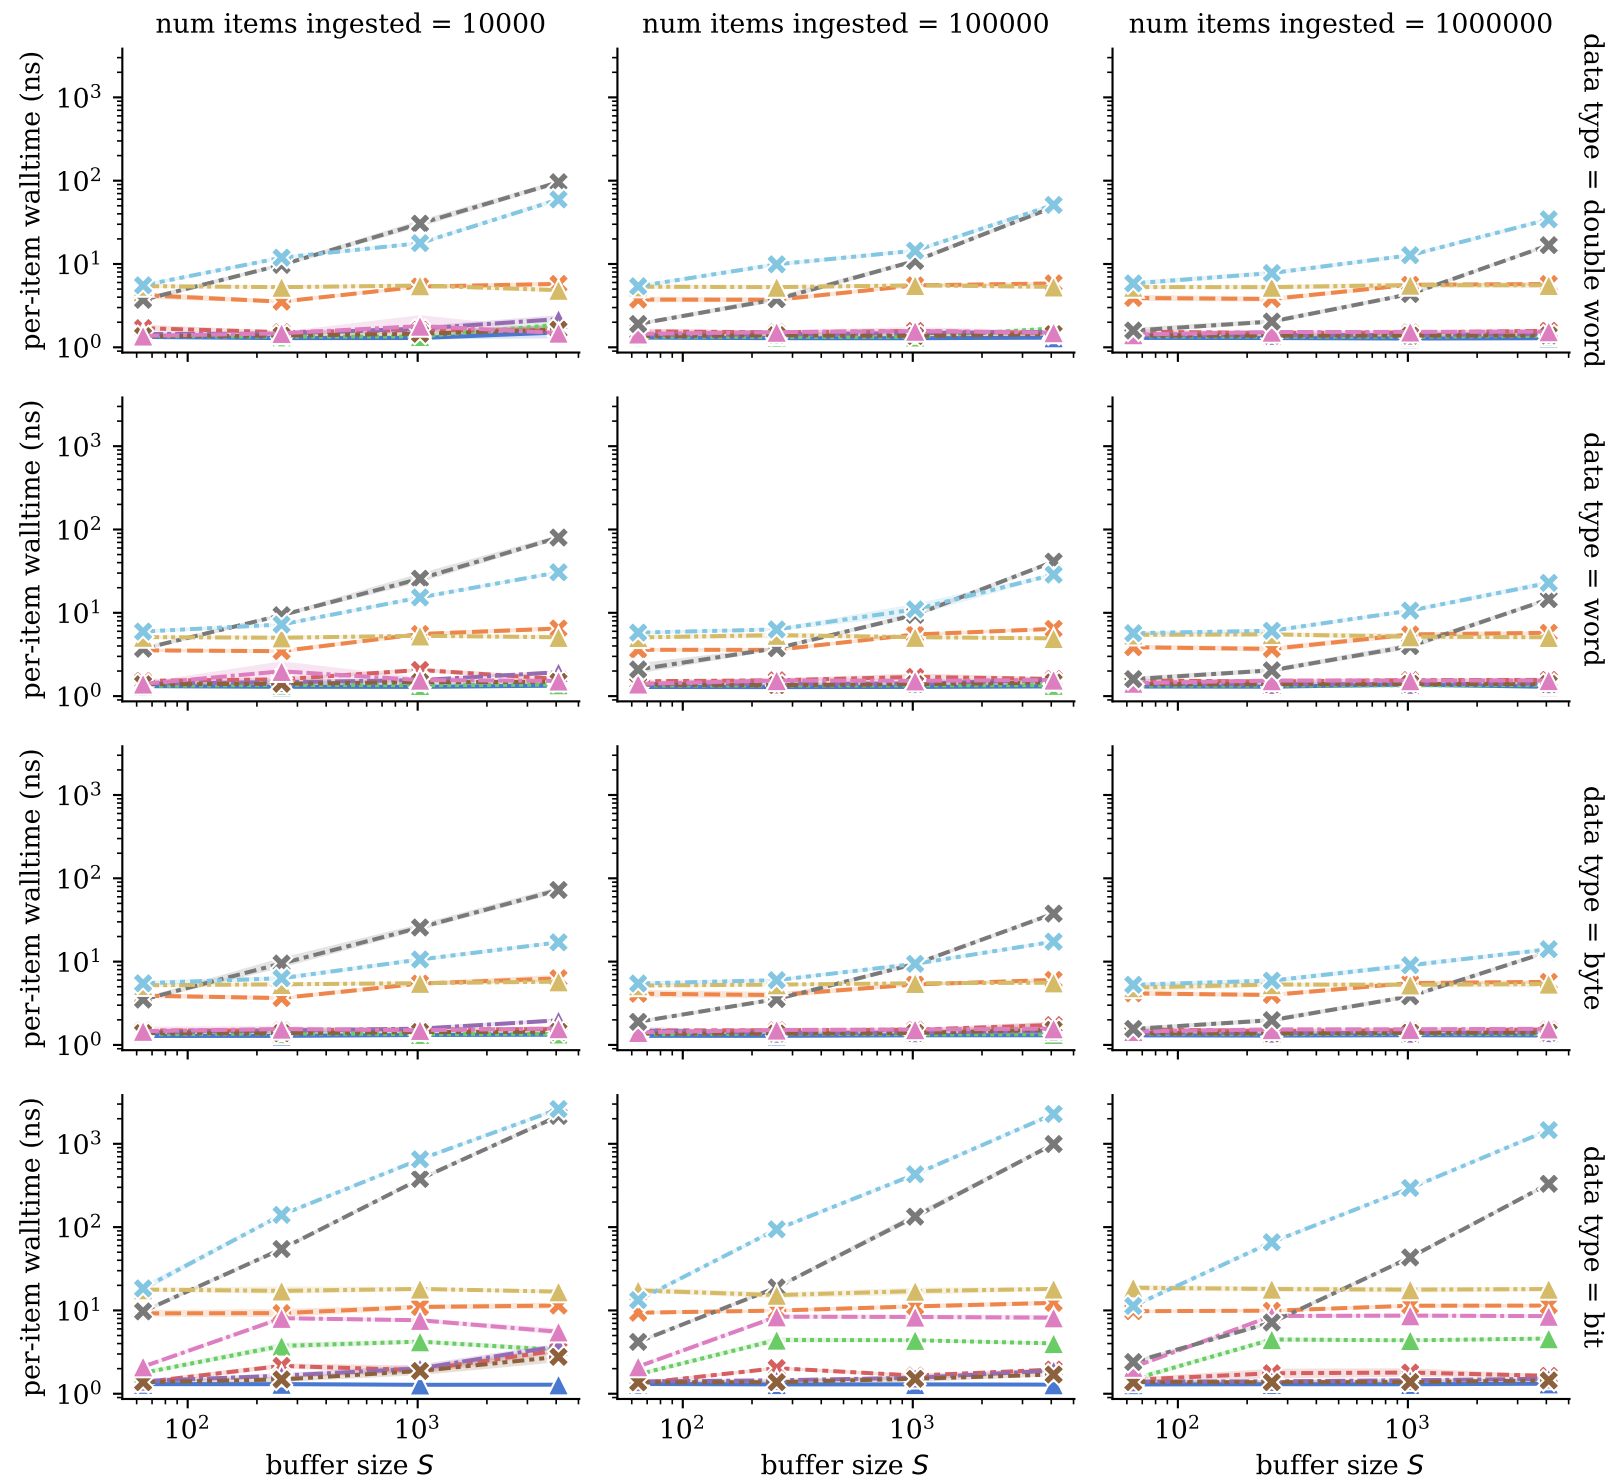 num items ingested = 10000
num items ingested = 100000
num items ingested = 1000000
per-item walltime (ns)
10³
10²
10¹
10⁰
data type = double word
per-item walltime (ns)
10³
10²
10¹
10⁰
data type = word
per-item walltime (ns)
10³
10²
10¹
10⁰
data type = byte
per-item walltime (ns)
10³
10²
10¹
10⁰
data type = bit
10² 10³
10² 10³
10² 10³
buffer size S
buffer size S
buffer size S